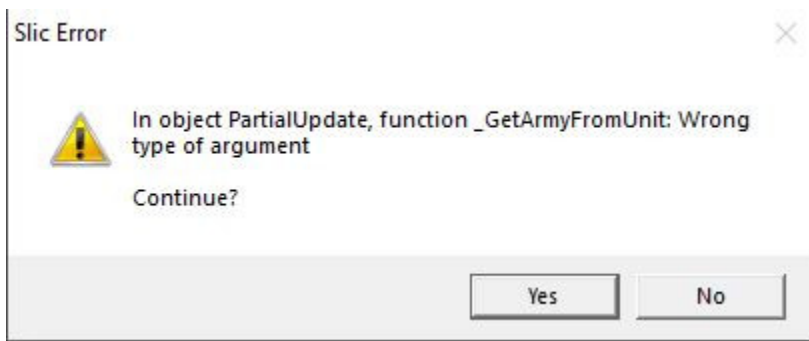 Slic Error
In object PartialUpdate, function _GetArmyFromUnit: Wrong
type of argument
Continue?
Yes
No